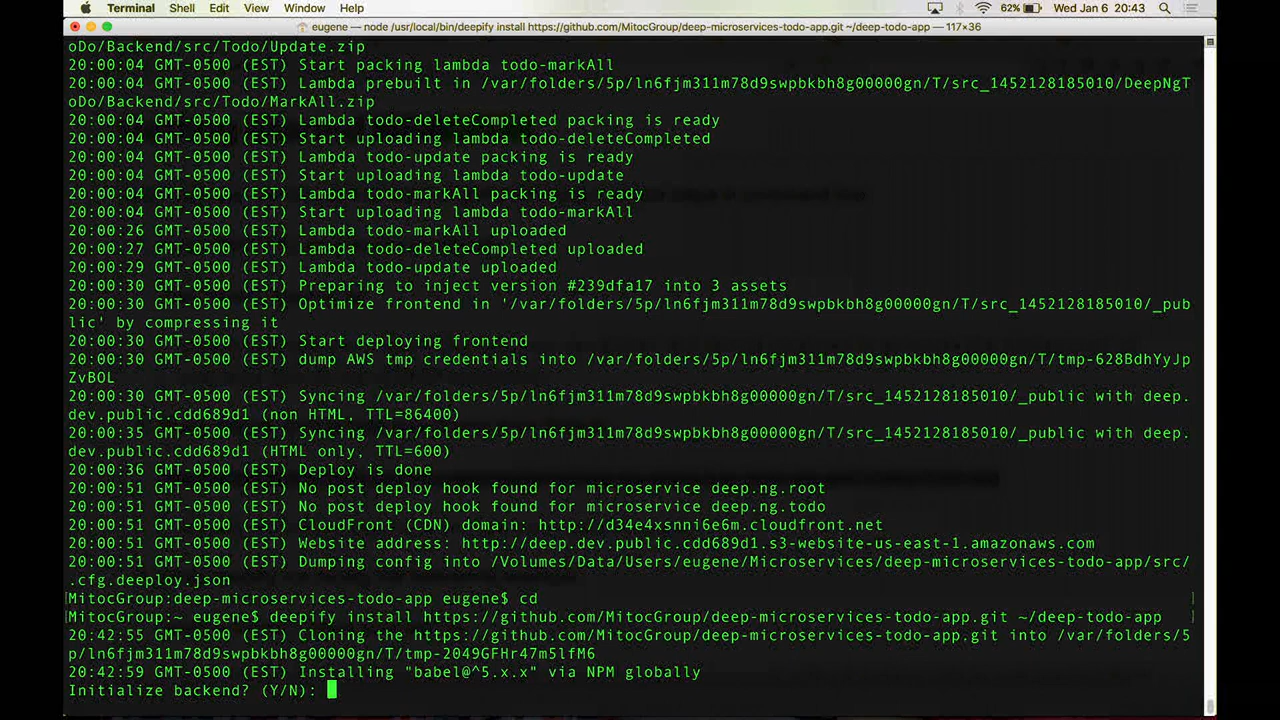 Terminal Shell Edit View Window Help 62% Wed Jan 6 20:43
eugene — node /usr/local/bin/deepify install https://github.com/MitocGroup/deep-microservices-todo-app.git ~/deep-todo-app — 117×36
oDo/Backend/src/Todo/Update.zip
20:00:04 GMT-0500 (EST) Start packing lambda todo-markAll
20:00:04 GMT-0500 (EST) Lambda prebuilt in /var/folders/5p/ln6fjm311m78d9swpbkbh8g00000gn/T/src_1452128185010/DeepNgT
oDo/Backend/src/Todo/MarkAll.zip
20:00:04 GMT-0500 (EST) Lambda todo-deleteCompleted packing is ready
20:00:04 GMT-0500 (EST) Start uploading lambda todo-deleteCompleted
20:00:04 GMT-0500 (EST) Lambda todo-update packing is ready
20:00:04 GMT-0500 (EST) Start uploading lambda todo-update
20:00:04 GMT-0500 (EST) Lambda todo-markAll packing is ready
20:00:04 GMT-0500 (EST) Start uploading lambda todo-markAll
20:00:26 GMT-0500 (EST) Lambda todo-markAll uploaded
20:00:27 GMT-0500 (EST) Lambda todo-deleteCompleted uploaded
20:00:29 GMT-0500 (EST) Lambda todo-update uploaded
20:00:30 GMT-0500 (EST) Preparing to inject version #239dfa17 into 3 assets
20:00:30 GMT-0500 (EST) Optimize frontend in '/var/folders/5p/ln6fjm311m78d9swpbkbh8g00000gn/T/src_1452128185010/_pub
lic' by compressing it
20:00:30 GMT-0500 (EST) Start deploying frontend
20:00:30 GMT-0500 (EST) dump AWS tmp credentials into /var/folders/5p/ln6fjm311m78d9swpbkbh8g00000gn/T/tmp-628BdhYyJp
ZvBOL
20:00:30 GMT-0500 (EST) Syncing /var/folders/5p/ln6fjm311m78d9swpbkbh8g00000gn/T/src_1452128185010/_public with deep.
dev.public.cdd689d1 (non HTML, TTL=86400)
20:00:35 GMT-0500 (EST) Syncing /var/folders/5p/ln6fjm311m78d9swpbkbh8g00000gn/T/src_1452128185010/_public with deep.
dev.public.cdd689d1 (HTML only, TTL=600)
20:00:36 GMT-0500 (EST) Deploy is done
20:00:51 GMT-0500 (EST) No post deploy hook found for microservice deep.ng.root
20:00:51 GMT-0500 (EST) No post deploy hook found for microservice deep.ng.todo
20:00:51 GMT-0500 (EST) CloudFront (CDN) domain: http://d34e4xsnni6e6m.cloudfront.net
20:00:51 GMT-0500 (EST) Website address: http://deep.dev.public.cdd689d1.s3-website-us-east-1.amazonaws.com
20:00:51 GMT-0500 (EST) Dumping config into /Volumes/Data/Users/eugene/Microservices/deep-microservices-todo-app/src/
.cfg.deeploy.json
MitocGroup:deep-microservices-todo-app eugene$ cd
MitocGroup:~ eugene$ deepify install https://github.com/MitocGroup/deep-microservices-todo-app.git ~/deep-todo-app
20:42:55 GMT-0500 (EST) Cloning the https://github.com/MitocGroup/deep-microservices-todo-app.git into /var/folders/5
p/ln6fjm311m78d9swpbkbh8g00000gn/T/tmp-2049GFHr47m5lfM6
20:42:59 GMT-0500 (EST) Installing "babel@^5.x.x" via NPM globally
Initialize backend? (Y/N):